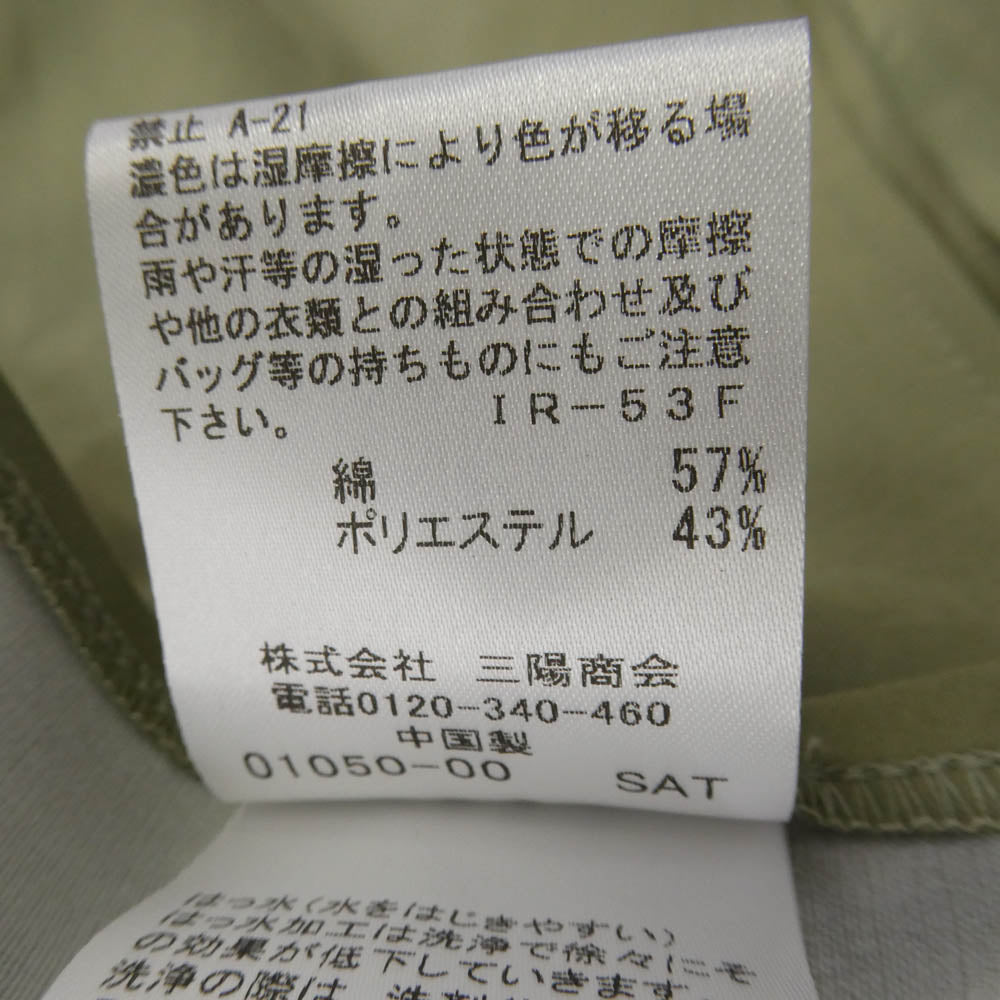 禁止 A-21
濃色は湿摩擦により色が移る場
合があります。
雨や汗等の湿った状態での摩擦
や他の衣類との組み合わせ及び
バッグ等の持ちものにもご注意
下さい。 IR-53F
綿 57%
ポリエステル 43%
株式会社 三陽商会
電話0120-340-460
中国製
01050-00 SAT
はっ水(水をはじきやすい)
はっ水加工は洗浄で徐々にそ
の効果が低下していきます
洗浄の際は、洗剤